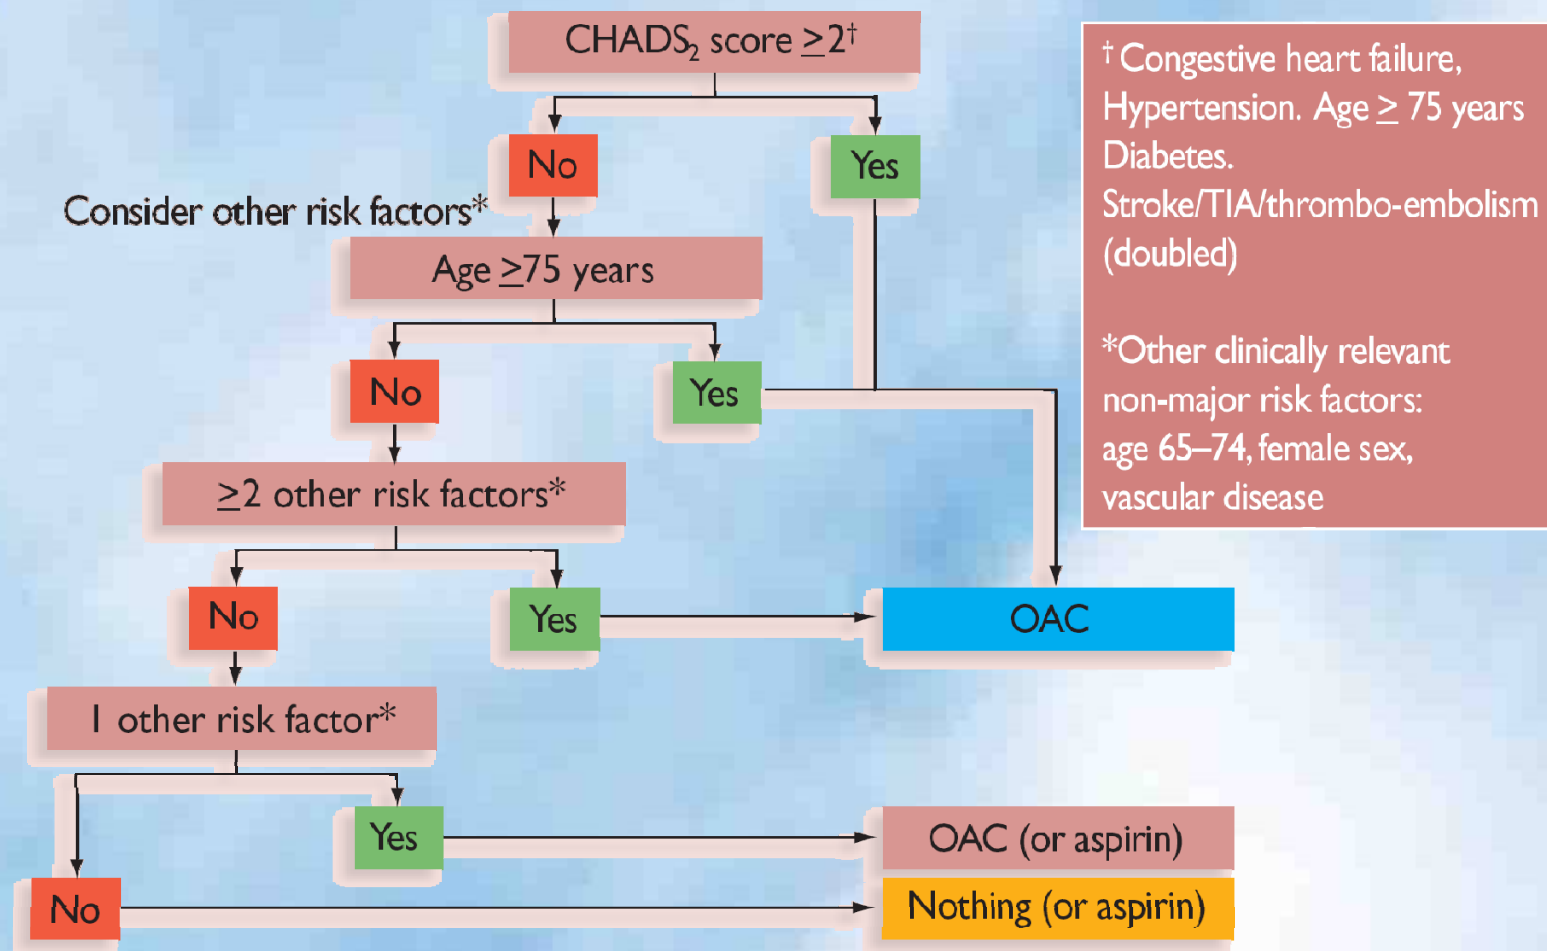 CHADS₂ score ≥2†
No
Yes
Consider other risk factors*
Age ≥75 years
No
Yes
≥2 other risk factors*
No
Yes
OAC
1 other risk factor*
Yes
OAC (or aspirin)
No
Nothing (or aspirin)
† Congestive heart failure,
Hypertension. Age ≥ 75 years
Diabetes.
Stroke/TIA/thrombo-embolism
(doubled)
*Other clinically relevant
non-major risk factors:
age 65–74, female sex,
vascular disease